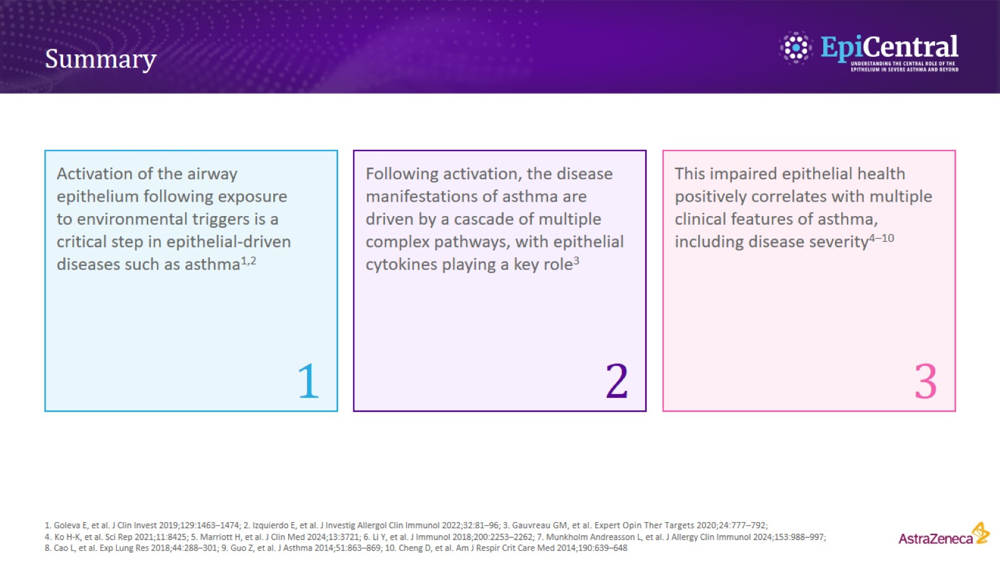 Summary
EpiCentral
UNDERSTANDING THE CENTRAL ROLE OF THE
EPITHELIUM IN SEVERE ASTHMA AND BEYOND
Activation of the airway
epithelium following exposure
to environmental triggers is a
critical step in epithelial-driven
diseases such as asthma1,2
1
Following activation, the disease
manifestations of asthma are
driven by a cascade of multiple
complex pathways, with epithelial
cytokines playing a key role3
2
This impaired epithelial health
positively correlates with multiple
clinical features of asthma,
including disease severity4–10
3
1. Goleva E, et al. J Clin Invest 2019;129:1463–1474; 2. Izquierdo E, et al. J Investig Allergol Clin Immunol 2022;32:81–96; 3. Gauvreau GM, et al. Expert Opin Ther Targets 2020;24:777–792;
4. Ko H-K, et al. Sci Rep 2021;11:8425; 5. Marriott H, et al. J Clin Med 2024;13:3721; 6. Li Y, et al. J Immunol 2018;200:2253–2262; 7. Munkholm Andreasson L, et al. J Allergy Clin Immunol 2024;153:988–997;
8. Cao L, et al. Exp Lung Res 2018;44:288–301; 9. Guo Z, et al. J Asthma 2014;51:863–869; 10. Cheng D, et al. Am J Respir Crit Care Med 2014;190:639–648
AstraZeneca